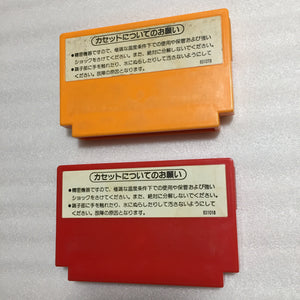 カセットについてのお願い
●精密機器ですので、極端な温度条件下での使用や保管および強い
ショックをさけてください。また、絶対に分解しないでください。
●端子部に手を触れたり、水にぬらしたりして汚さないようにして
ください。故障の原因となります。
カセットについてのお願い
●精密機器ですので、極端な温度条件下での使用や保管および強い
ショックをさけてください。また、絶対に分解しないでください。
●端子部に手を触れたり、水にぬらしたりして汚さないようにして
ください。故障の原因となります。